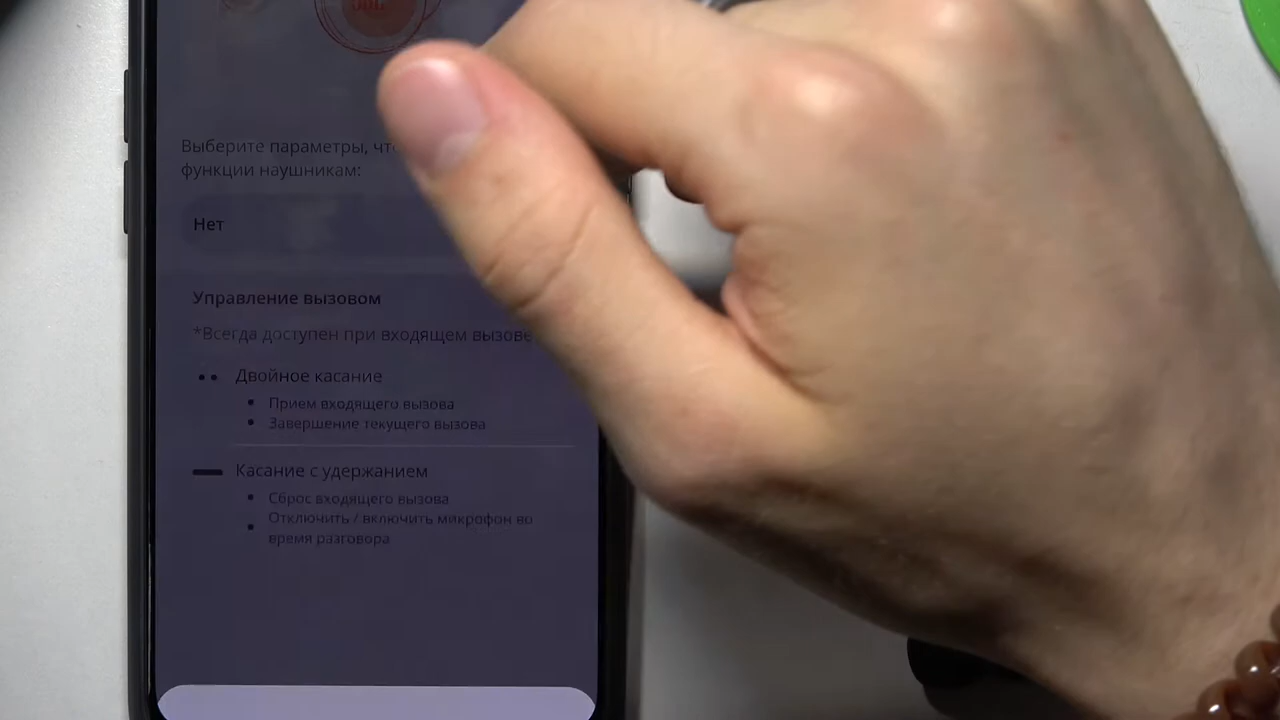 JBL
Выберите параметры,
функции наушникам:
Нет
Управление вызовом
*Всегда доступен при входящем вызове
Двойное касание
Прием входящего вызова
Завершение текущего вызова
Касание с удержанием
Сброс входящего вызова
Отключить / включить микрофон во
время разговора